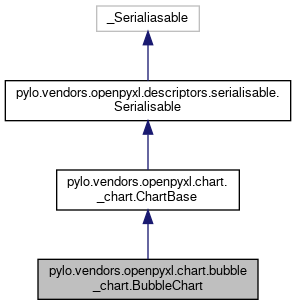 _Serialiasable
pylo.vendors.openpyxl.descriptors.serialisable.
Serialisable
pylo.vendors.openpyxl.chart.
_chart.ChartBase
pylo.vendors.openpyxl.chart.bubble
_chart.BubbleChart